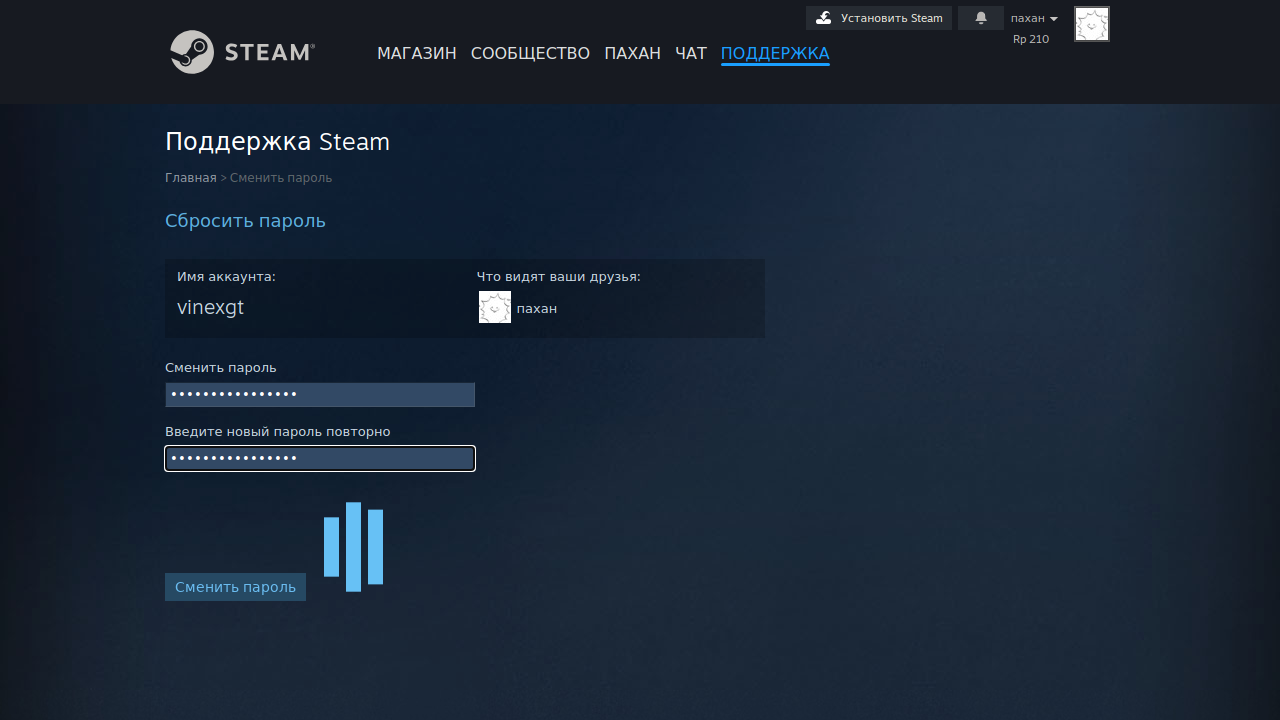 Установить Steam
пахан
Rp 210
STEAM®
МАГАЗИН СООБЩЕСТВО ПАХАН ЧАТ ПОДДЕРЖКА
Поддержка Steam
Главная > Сменить пароль
Сбросить пароль
Имя аккаунта:
Что видят ваши друзья:
vinexgt
пахан
Сменить пароль
••••••••••••••••
Введите новый пароль повторно
••••••••••••••••
Сменить пароль